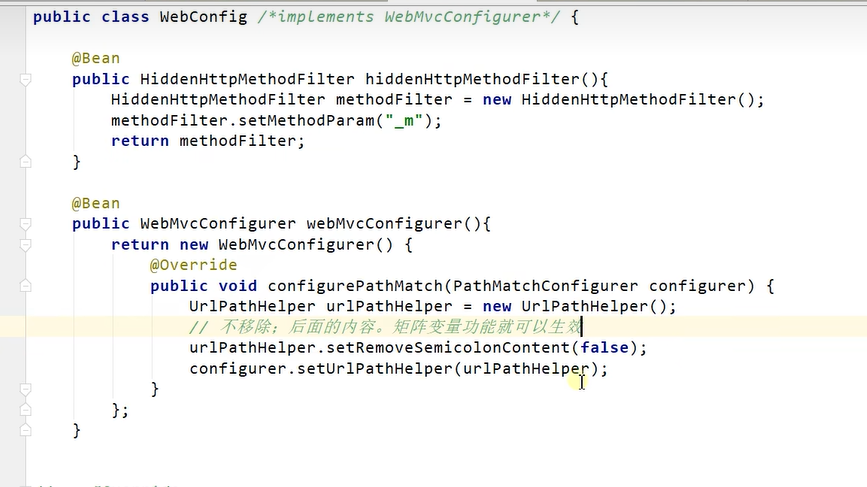 public class WebConfig /*implements WebMvcConfigurer*/ {
@Bean
public HiddenHttpMethodFilter hiddenHttpMethodFilter(){
HiddenHttpMethodFilter methodFilter = new HiddenHttpMethodFilter();
methodFilter.setMethodParam("_m");
return methodFilter;
}
@Bean
public WebMvcConfigurer webMvcConfigurer(){
return new WebMvcConfigurer() {
@Override
public void configurePathMatch(PathMatchConfigurer configurer) {
UrlPathHelper urlPathHelper = new UrlPathHelper();
// 不移除；后面的内容。矩阵变量功能就可以生效
urlPathHelper.setRemoveSemicolonContent(false);
configurer.setUrlPathHelper(urlPathHelper);
}
};
}